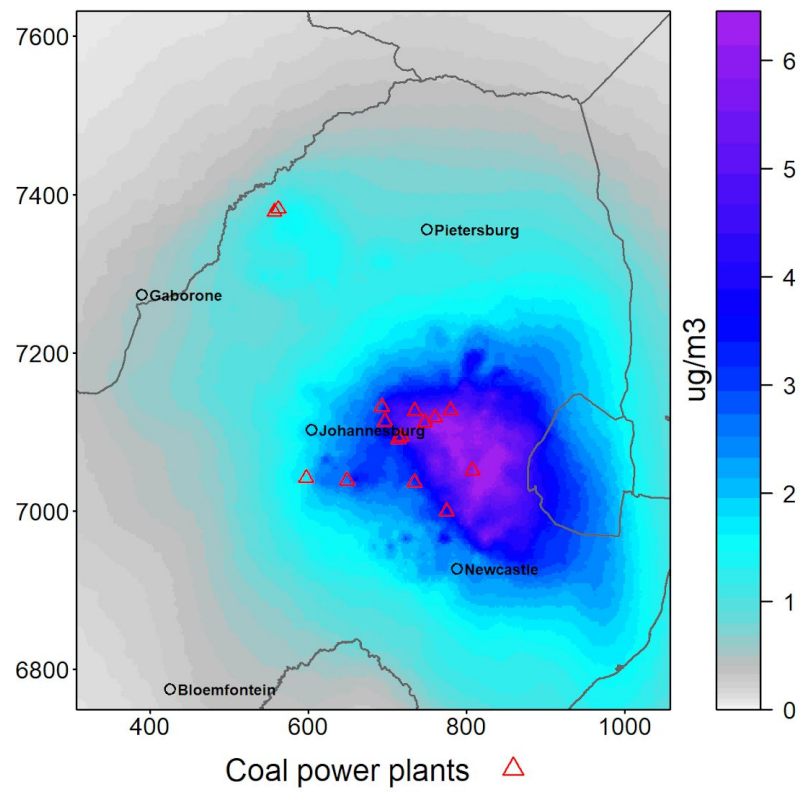 7600
7400
7200
7000
6800
400
600
800
1000
Pietersburg
Gaborone
Johannesburg
Newcastle
Bloemfontein
6
5
4
3
2
1
0
ug/m3
Coal power plants